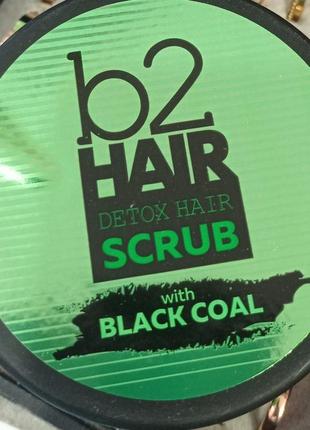 b2
HAIR
DETOX HAIR
SCRUB
with
BLACK COAL